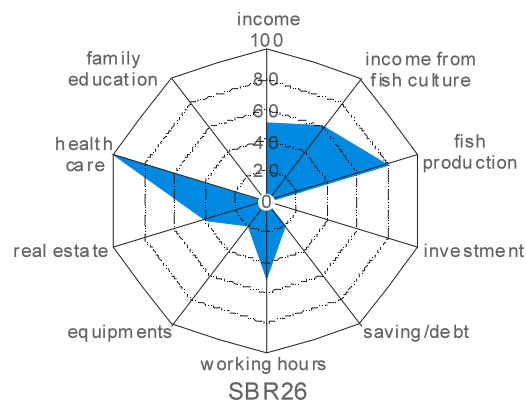 income
100
family
education
income from
fish culture
80
60
40
20
0
health
care
fish
production
real estate
investment
equipments
saving/debt
working hours
SBR26